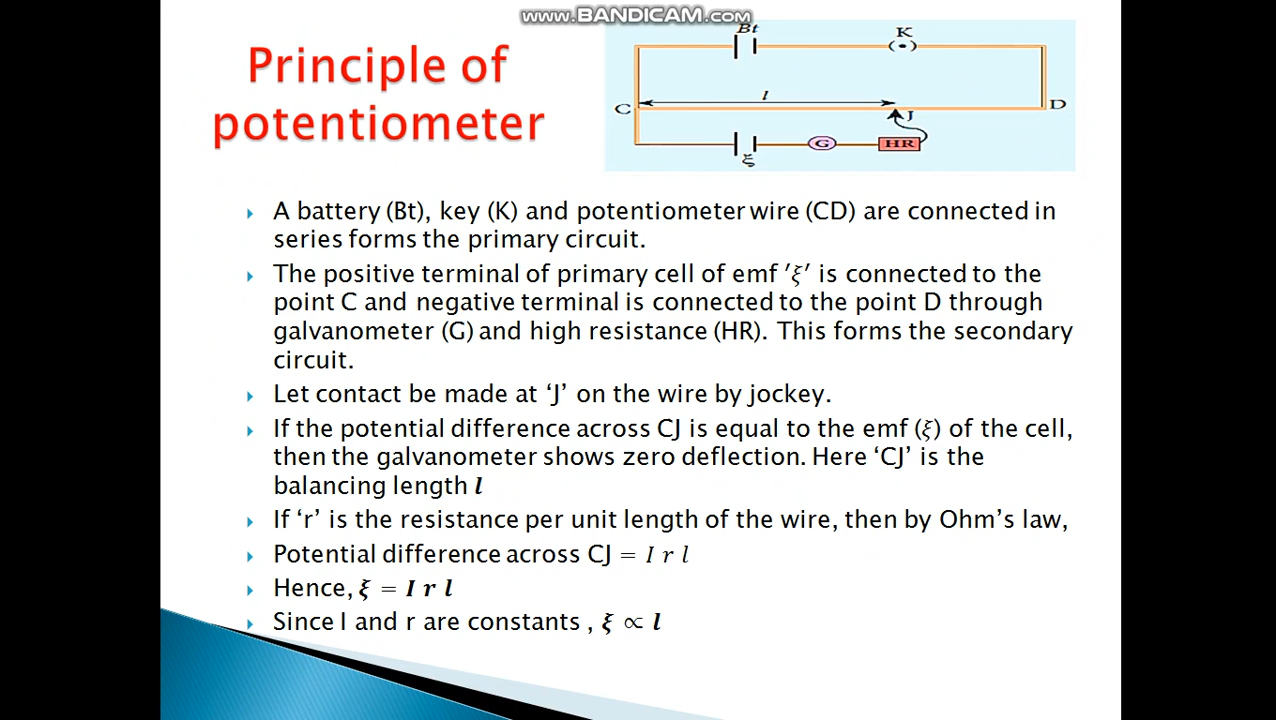 www.BANDICAM.com
Principle of
potentiometer
Bt
K
l
C
J
D
ξ
G
HR
A battery (Bt), key (K) and potentiometer wire (CD) are connected in
series forms the primary circuit.
The positive terminal of primary cell of emf ′ξ′ is connected to the
point C and negative terminal is connected to the point D through
galvanometer (G) and high resistance (HR). This forms the secondary
circuit.
Let contact be made at ‘J’ on the wire by jockey.
If the potential difference across CJ is equal to the emf (ξ) of the cell,
then the galvanometer shows zero deflection. Here ‘CJ’ is the
balancing length l
If ‘r’ is the resistance per unit length of the wire, then by Ohm’s law,
Potential difference across CJ = I r l
Hence, ξ = I r l
Since I and r are constants , ξ ∝ l